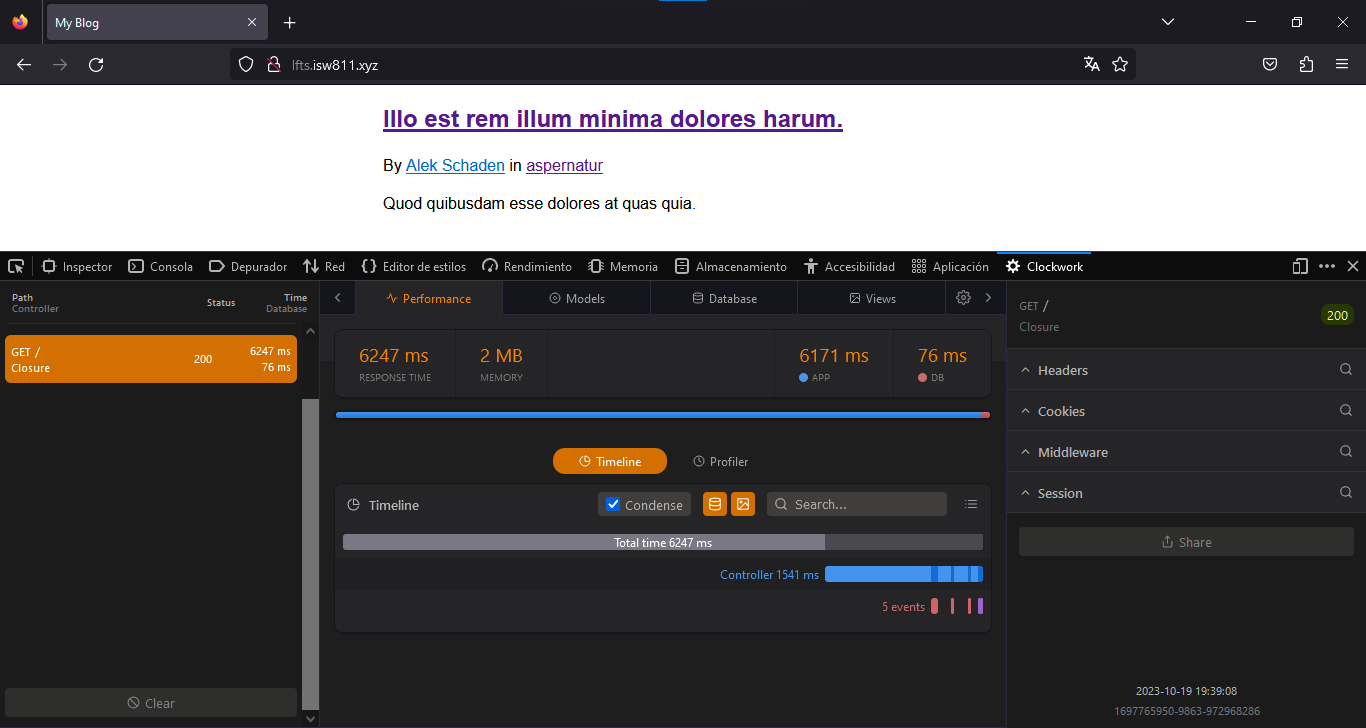 My Blog
lfts.isw811.xyz
Illo est rem illum minima dolores harum.
By Alek Schaden in aspernatur
Quod quibusdam esse dolores at quas quia.
Inspector Consola Depurador Red Editor de estilos Rendimiento Memoria Almacenamiento Accesibilidad Aplicación Clockwork
Path Status Time
Controller Database
GET / 200 6247 ms
Closure 76 ms
Clear
Performance Models Database Views
6247 ms 2 MB 6171 ms 76 ms
RESPONSE TIME MEMORY APP DB
Timeline Profiler
Timeline Condense Search...
Total time 6247 ms
Controller 1541 ms
5 events
GET /
Closure
200
Headers
Cookies
Middleware
Session
Share
2023-10-19 19:39:08
1697765950-9863-972968286